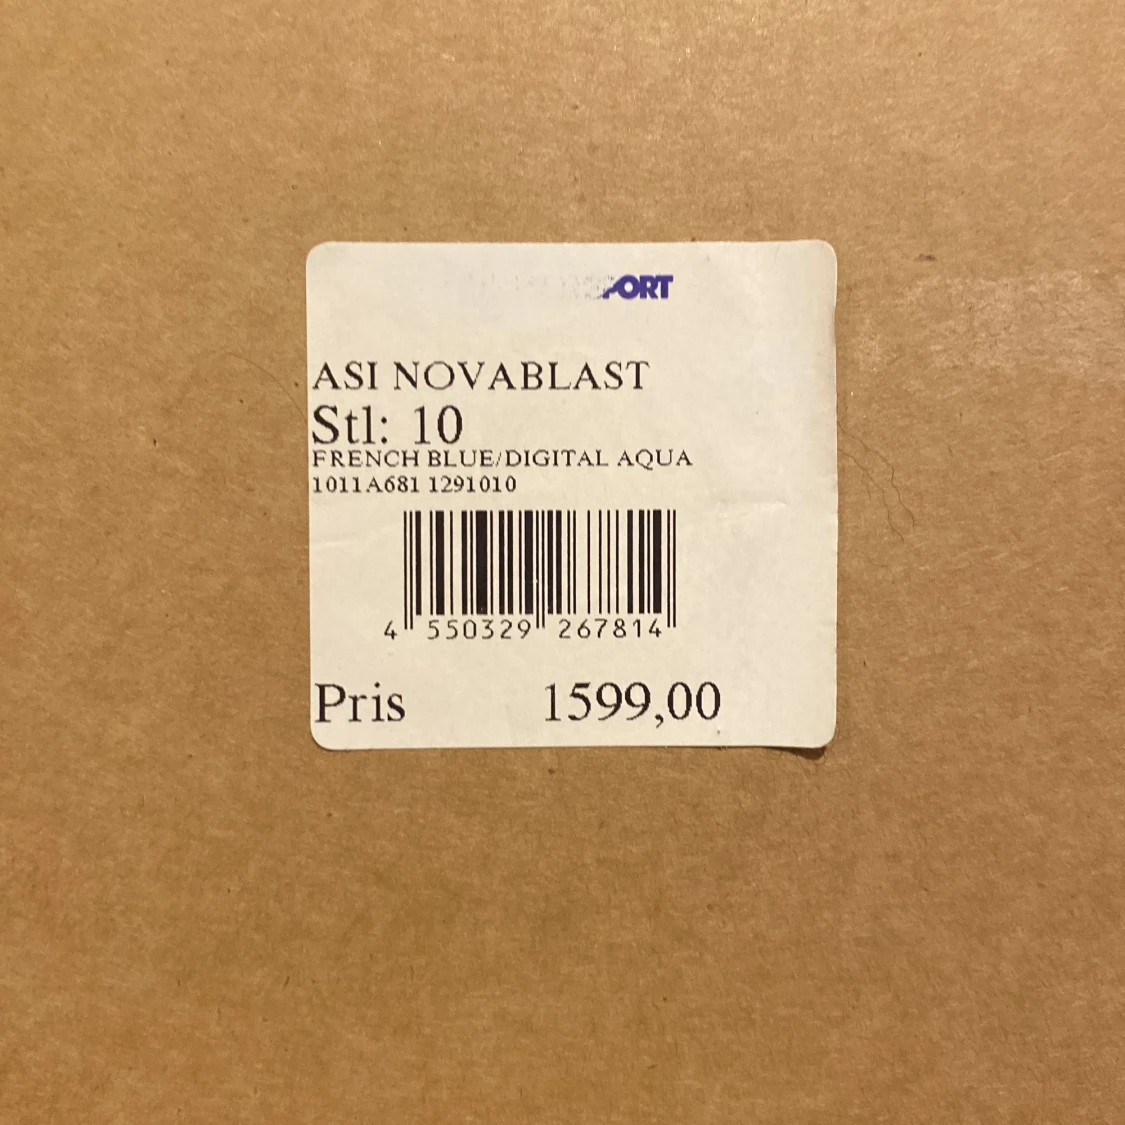 PORT
ASI NOVABLAST
Stl: 10
FRENCH BLUE/DIGITAL AQUA
1011A681 1291010
4 550329 267814
Pris 1599,00